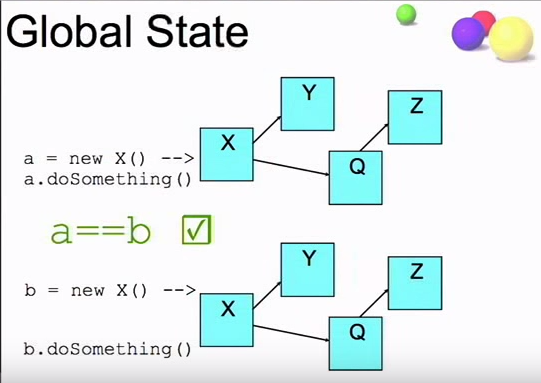 Global State
Y
Z
X
a = new X() -->
Q
a.doSomething()
a==b ☑
Y
Z
b = new X() -->
X
Q
b.doSomething()